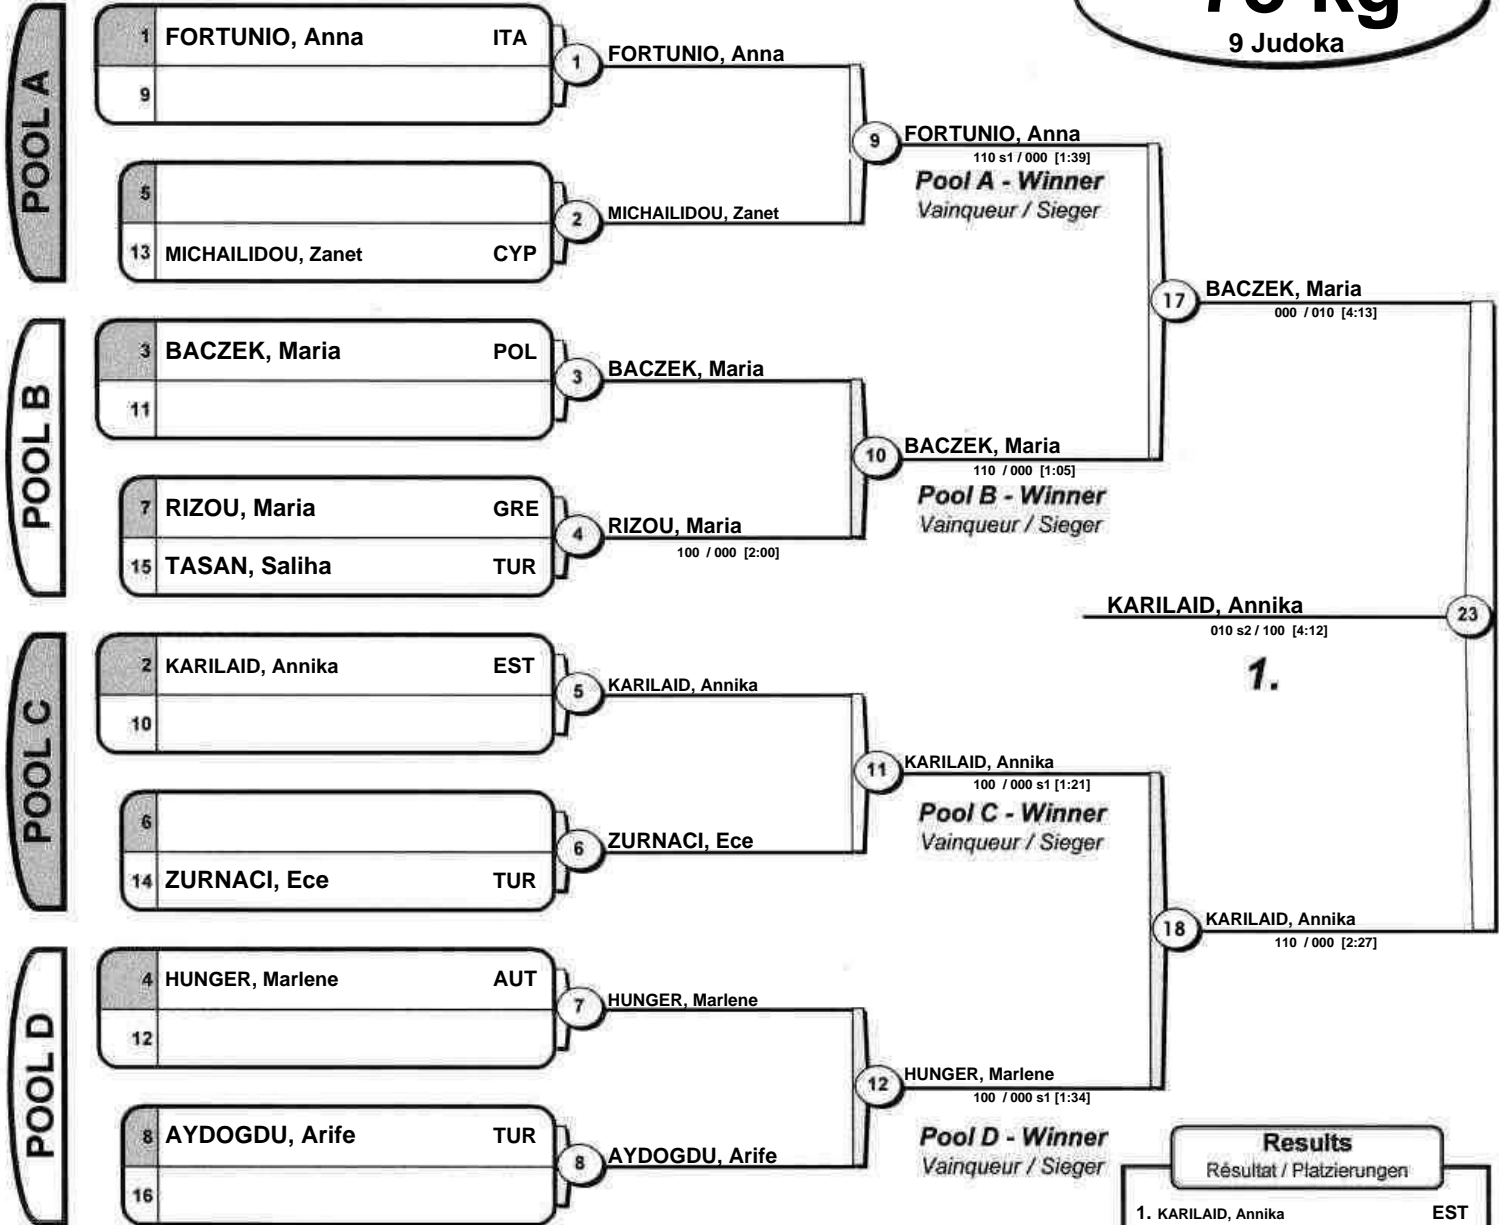 kg
9 Judoka
POOL A
1 FORTUNIO, Anna ITA
9
1
FORTUNIO, Anna
5
13 MICHAILIDOU, Zanet CYP
2
MICHAILIDOU, Zanet
9
FORTUNIO, Anna
110 s1 / 000 [1:39]
Pool A - Winner
Vainqueur / Sieger
POOL B
3 BACZEK, Maria POL
11
3
BACZEK, Maria
7 RIZOU, Maria GRE
15 TASAN, Saliha TUR
4
RIZOU, Maria
100 / 000 [2:00]
10
BACZEK, Maria
110 / 000 [1:05]
Pool B - Winner
Vainqueur / Sieger
17
BACZEK, Maria
000 / 010 [4:13]
KARILAID, Annika
010 s2 / 100 [4:12]
23
1.
POOL C
2 KARILAID, Annika EST
10
5
KARILAID, Annika
6
14 ZURNACI, Ece TUR
6
ZURNACI, Ece
11
KARILAID, Annika
100 / 000 s1 [1:21]
Pool C - Winner
Vainqueur / Sieger
18
KARILAID, Annika
110 / 000 [2:27]
POOL D
4 HUNGER, Marlene AUT
12
7
HUNGER, Marlene
8 AYDOGDU, Arife TUR
16
8
AYDOGDU, Arife
12
HUNGER, Marlene
100 / 000 s1 [1:34]
Pool D - Winner
Vainqueur / Sieger
Results
Résultat / Platzierungen
1. KARILAID, Annika EST